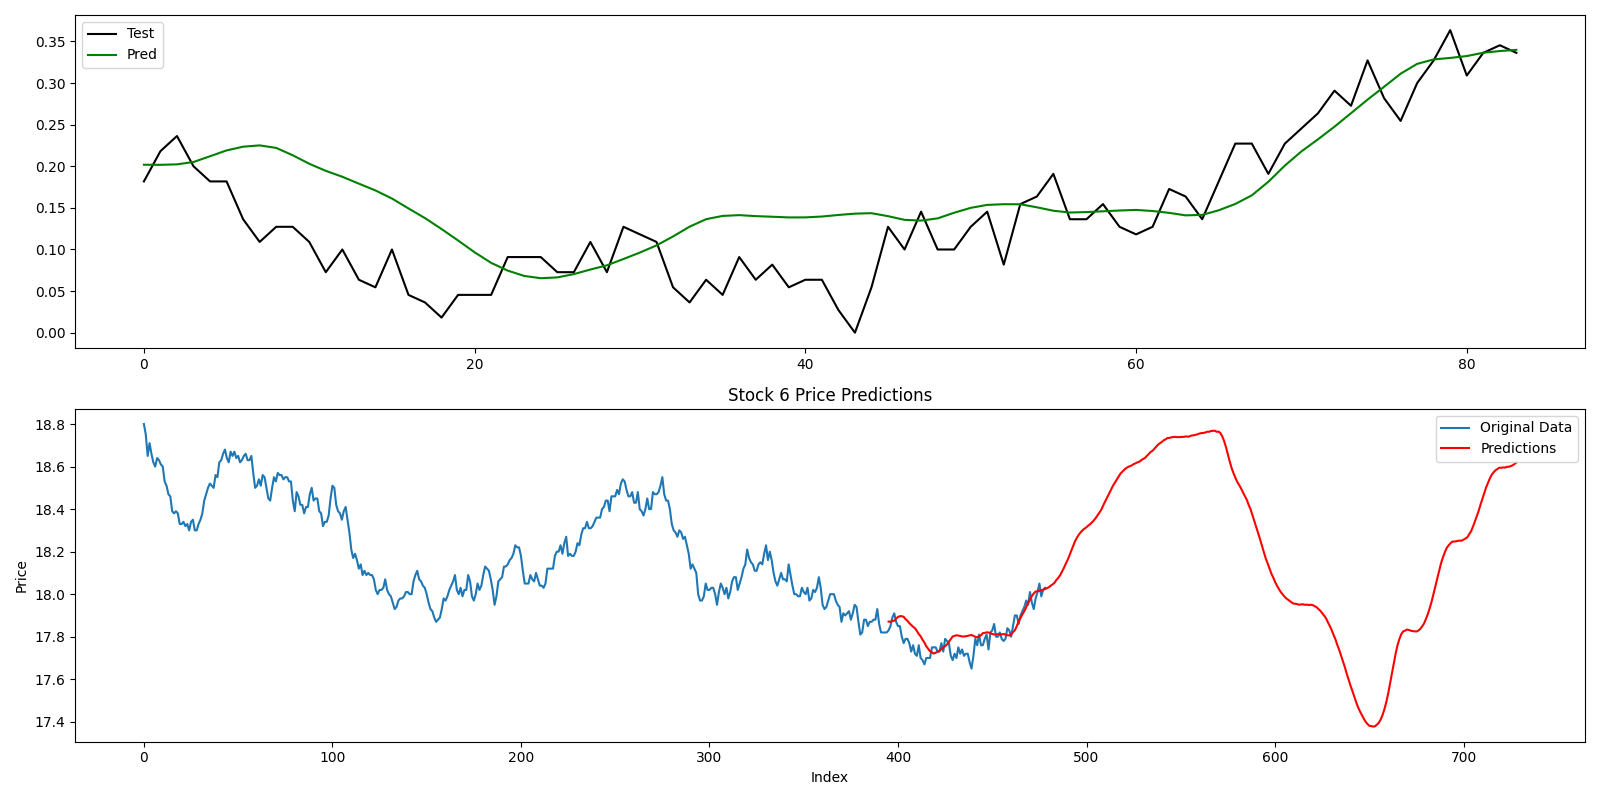 Test
Pred
0.35
0.30
0.25
0.20
0.15
0.10
0.05
0.00
0 20 40 60 80
Stock 6 Price Predictions
Original Data
Predictions
18.8
18.6
18.4
18.2
18.0
17.8
17.6
17.4
Price
0 100 200 300 400 500 600 700
Index